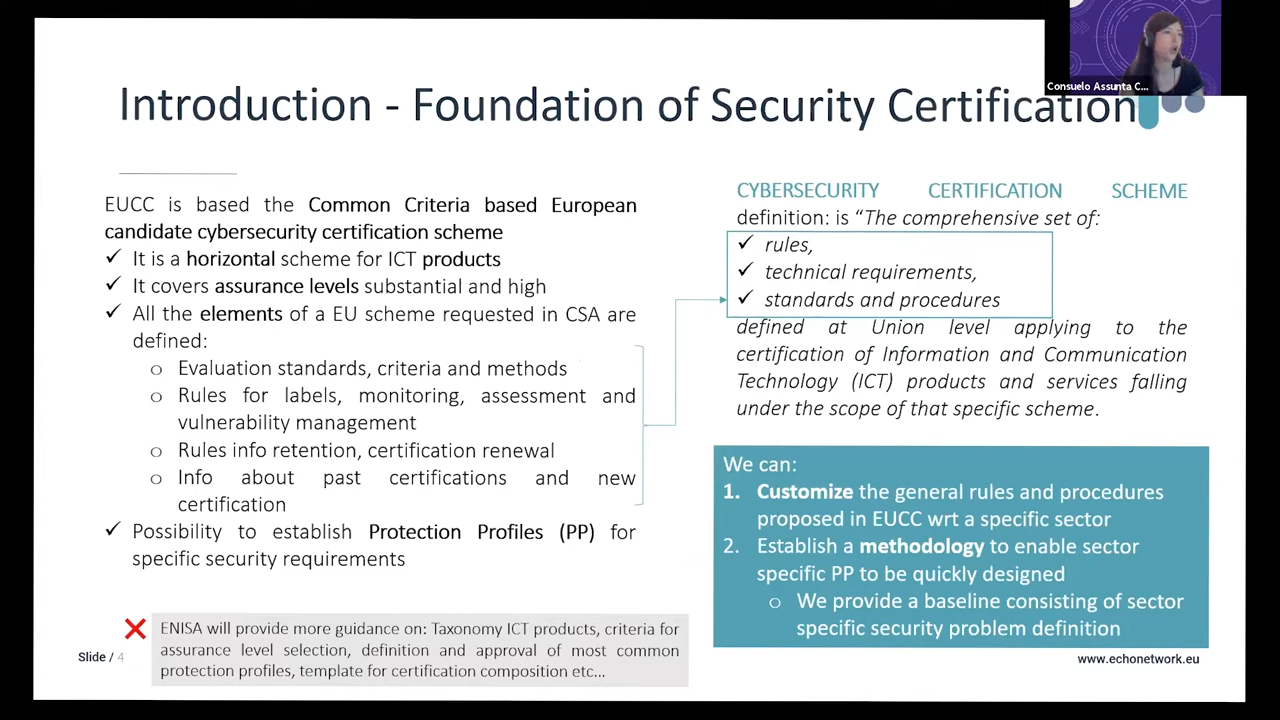 Consuelo Assunta C...
Introduction - Foundation of Security Certification
EUCC is based the Common Criteria based European
candidate cybersecurity certification scheme
✓ It is a horizontal scheme for ICT products
✓ It covers assurance levels substantial and high
✓ All the elements of a EU scheme requested in CSA are
defined:
o Evaluation standards, criteria and methods
o Rules for labels, monitoring, assessment and
vulnerability management
o Rules info retention, certification renewal
o Info about past certifications and new
certification
✓ Possibility to establish Protection Profiles (PP) for
specific security requirements
ENISA will provide more guidance on: Taxonomy ICT products, criteria for
assurance level selection, definition and approval of most common
protection profiles, template for certification composition etc...
Slide / 4
CYBERSECURITY CERTIFICATION SCHEME
definition: is “The comprehensive set of:
✓ rules,
✓ technical requirements,
✓ standards and procedures
defined at Union level applying to the
certification of Information and Communication
Technology (ICT) products and services falling
under the scope of that specific scheme.
We can:
1. Customize the general rules and procedures
proposed in EUCC wrt a specific sector
2. Establish a methodology to enable sector
specific PP to be quickly designed
o We provide a baseline consisting of sector
specific security problem definition
www.echonetwork.eu